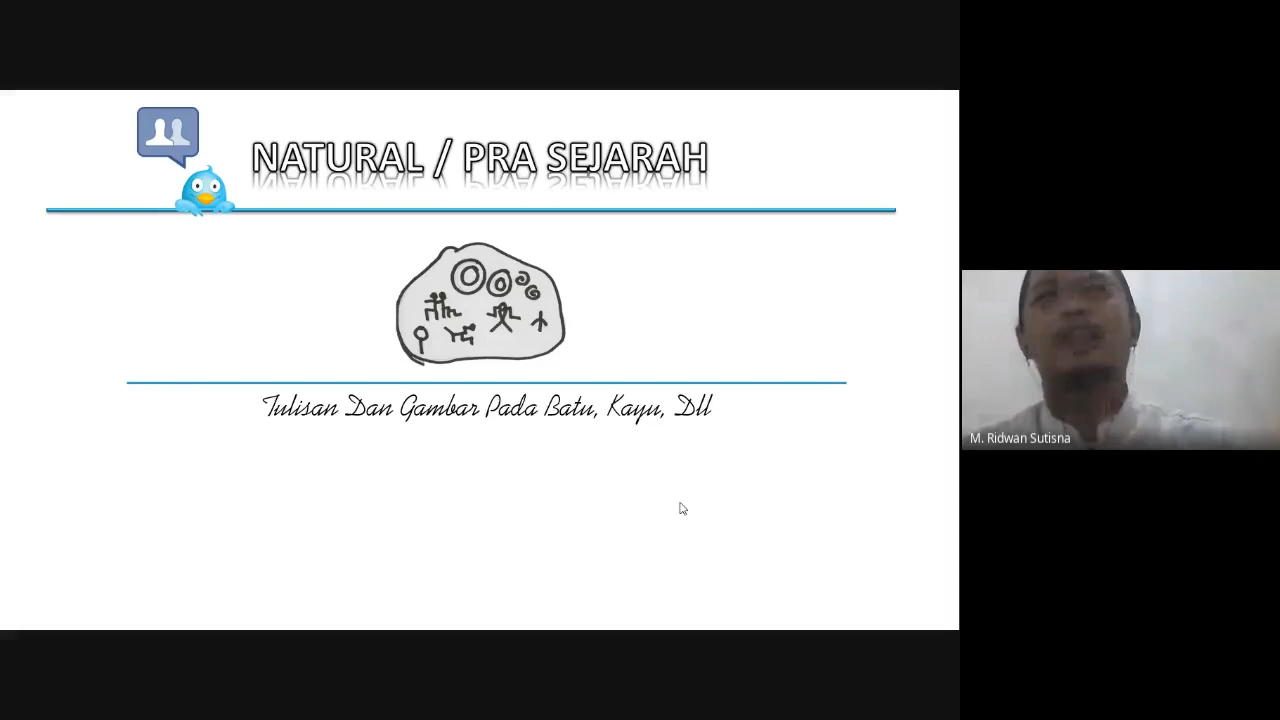 NATURAL / PRA SEJARAH
Tulisan Dan Gambar Pada Batu, Kayu, Dll
M. Ridwan Sutisna